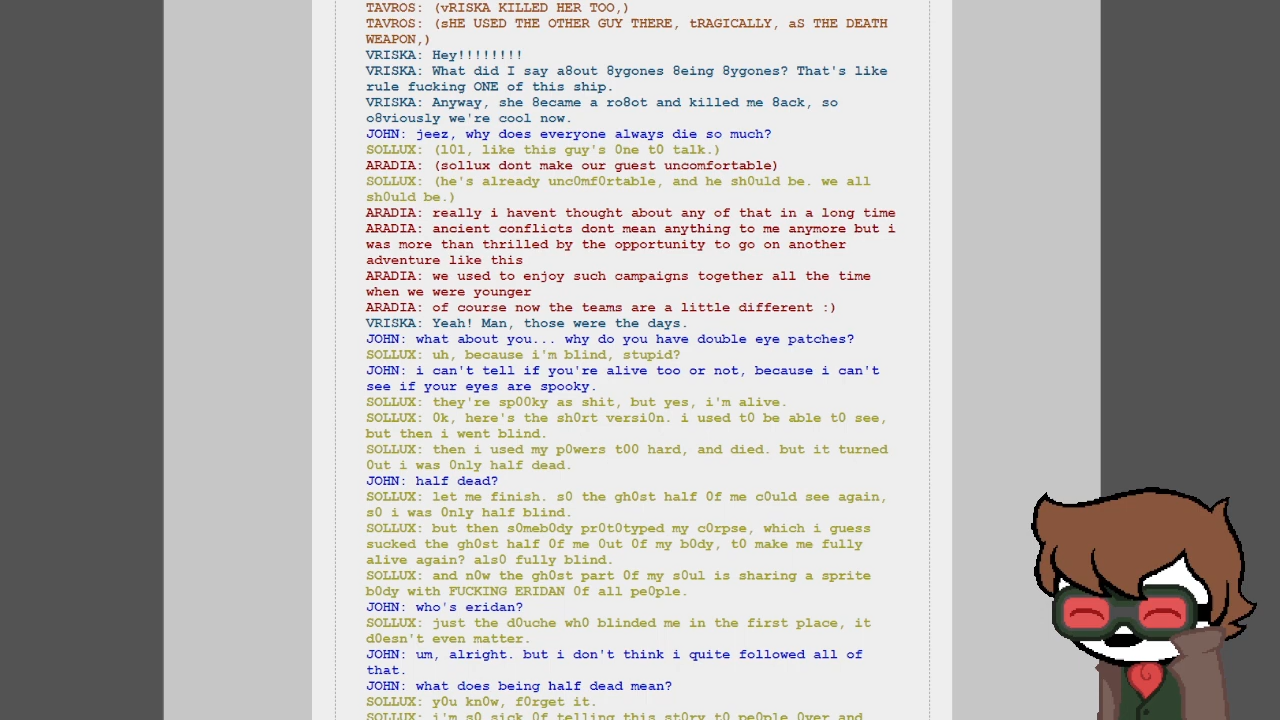 TAVROS: (vRISKA KILLED HER TOO,)
TAVROS: (sHE USED THE OTHER GUY THERE, tRAGICALLY, aS THE DEATH
WEAPON,)
VRISKA: Hey!!!!!!!!
VRISKA: What did I say a8out 8ygones 8eing 8ygones? That's like
rule fucking ONE of this ship.
VRISKA: Anyway, she 8ecame a ro8ot and killed me 8ack, so
o8viously we're cool now.
JOHN: jeez, why does everyone always die so much?
SOLLUX: (l0l, like this guy's 0ne t0 talk.)
ARADIA: (sollux dont make our guest uncomfortable)
SOLLUX: (he's already unc0mf0rtable, and he sh0uld be. we all
sh0uld be.)
ARADIA: really i havent thought about any of that in a long time
ARADIA: ancient conflicts dont mean anything to me anymore but i
was more than thrilled by the opportunity to go on another
adventure like this
ARADIA: we used to enjoy such campaigns together all the time
when we were younger
ARADIA: of course now the teams are a little different :)
VRISKA: Yeah! Man, those were the days.
JOHN: what about you... why do you have double eye patches?
SOLLUX: uh, because i'm blind, stupid?
JOHN: i can't tell if you're alive too or not, because i can't
see if your eyes are spooky.
SOLLUX: they're sp00ky as shit, but yes, i'm alive.
SOLLUX: 0k, here's the sh0rt versi0n. i used t0 be able t0 see,
but then i went blind.
SOLLUX: then i used my p0wers t00 hard, and died. but it turned
0ut i was 0nly half dead.
JOHN: half dead?
SOLLUX: let me finish. s0 the gh0st half 0f me c0uld see again,
s0 i was 0nly half blind.
SOLLUX: but then s0meb0dy pr0t0typed my c0rpse, which i guess
sucked the gh0st half 0f me 0ut 0f my b0dy, t0 make me fully
alive again? als0 fully blind.
SOLLUX: and n0w the gh0st part 0f my s0ul is sharing a sprite
b0dy with FUCKING ERIDAN 0f all pe0ple.
JOHN: who's eridan?
SOLLUX: just the d0uche wh0 blinded me in the first place, it
d0esn't even matter.
JOHN: um, alright. but i don't think i quite followed all of
that.
JOHN: what does being half dead mean?
SOLLUX: y0u kn0w, f0rget it.
SOLLUX: i'm s0 sick 0f telling this st0ry t0 pe0ple 0ver and